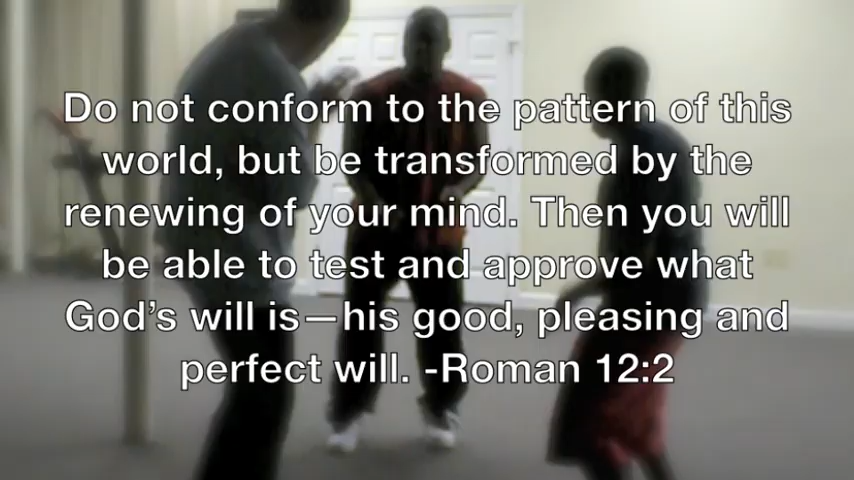 Do not conform to the pattern of this
world, but be transformed by the
renewing of your mind. Then you will
be able to test and approve what
God’s will is—his good, pleasing and
perfect will. -Roman 12:2